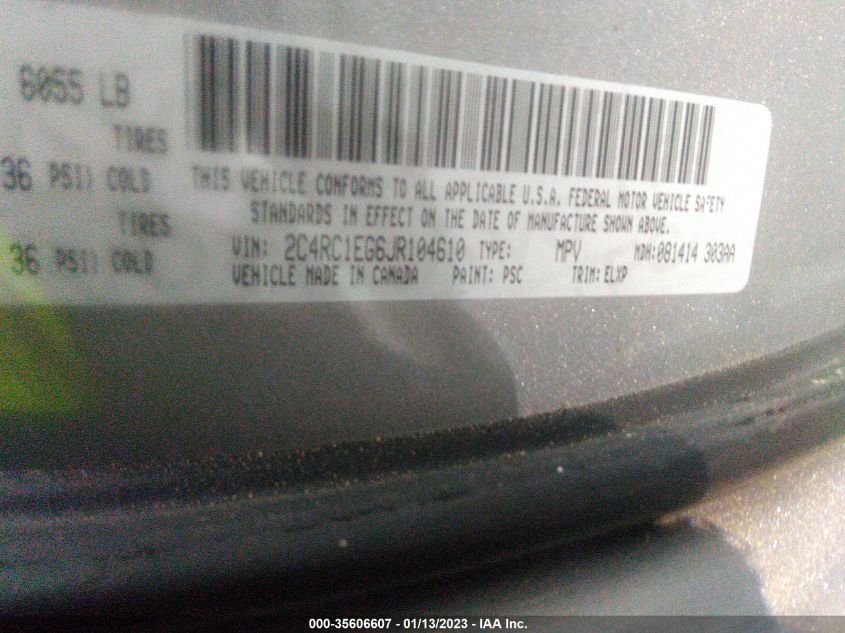 6055 LB
TIRES
36 PSI) COLD
TIRES
36 PSI) COLD
THIS VEHICLE CONFORMS TO ALL APPLICABLE U.S.A. FEDERAL MOTOR VEHICLE SAFETY
STANDARDS IN EFFECT ON THE DATE OF MANUFACTURE SHOWN ABOVE.
VIN: 2C4RC1EG6JR104610 TYPE: MPV MDH:081414 303AA
VEHICLE MADE IN CANADA PAINT: PSC TRIM: ELXP
000-35606607 - 01/13/2023 - IAA Inc.